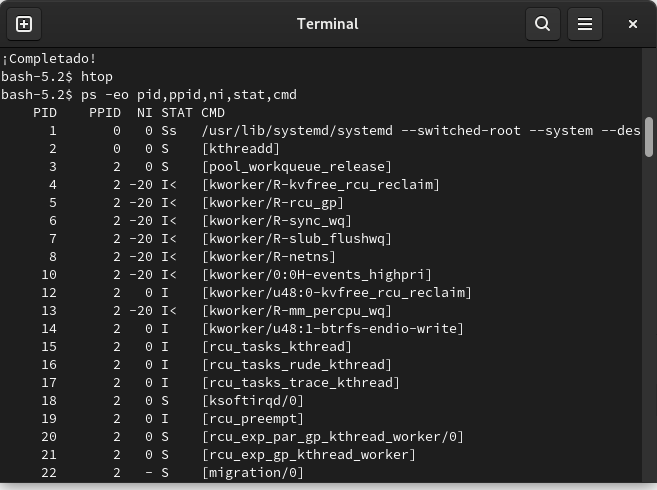 Terminal
¡Completado!
bash-5.2$ htop
bash-5.2$ ps -eo pid,ppid,ni,stat,cmd
    PID    PPID  NI STAT CMD
      1       0   0 Ss   /usr/lib/systemd/systemd --switched-root --system --des
      2       0   0 S    [kthreadd]
      3       2   0 S    [pool_workqueue_release]
      4       2 -20 I<   [kworker/R-kvfree_rcu_reclaim]
      5       2 -20 I<   [kworker/R-rcu_gp]
      6       2 -20 I<   [kworker/R-sync_wq]
      7       2 -20 I<   [kworker/R-slub_flushwq]
      8       2 -20 I<   [kworker/R-netns]
     10       2 -20 I<   [kworker/0:0H-events_highpri]
     12       2   0 I    [kworker/u48:0-kvfree_rcu_reclaim]
     13       2 -20 I<   [kworker/R-mm_percpu_wq]
     14       2   0 I    [kworker/u48:1-btrfs-endio-write]
     15       2   0 I    [rcu_tasks_kthread]
     16       2   0 I    [rcu_tasks_rude_kthread]
     17       2   0 I    [rcu_tasks_trace_kthread]
     18       2   0 S    [ksoftirqd/0]
     19       2   0 I    [rcu_preempt]
     20       2   0 S    [rcu_exp_par_gp_kthread_worker/0]
     21       2   0 S    [rcu_exp_gp_kthread_worker]
     22       2   - S    [migration/0]